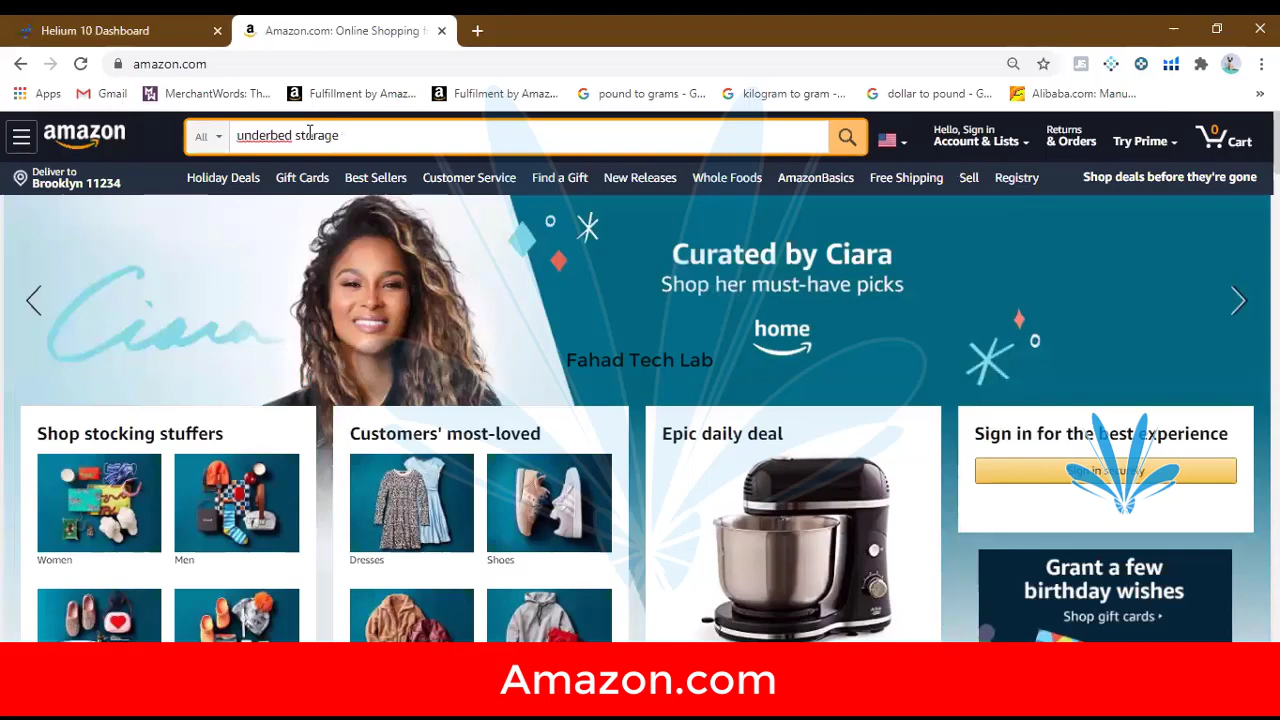 Helium 10 Dashboard
Amazon.com: Online Shopping f
amazon.com
Apps
Gmail
MerchantWords: Th...
Fulfillment by Amaz...
Fulfilment by Amaz...
pound to grams - G...
kilogram to gram -...
dollar to pound - G...
Alibaba.com: Manu...
amazon
All
underbed storage
Hello, Sign in
Account & Lists
Returns
& Orders
Try Prime
0
Cart
Deliver to
Brooklyn 11234
Holiday Deals
Gift Cards
Best Sellers
Customer Service
Find a Gift
New Releases
Whole Foods
AmazonBasics
Free Shipping
Sell
Registry
Shop deals before they're gone
Ciara
Curated by Ciara
Shop her must-have picks
home
Fahad Tech Lab
Shop stocking stuffers
Women
Men
Customers' most-loved
Dresses
Shoes
Epic daily deal
Sign in for the best experience
Sign in securely
Grant a few
birthday wishes
Shop gift cards
Amazon.com